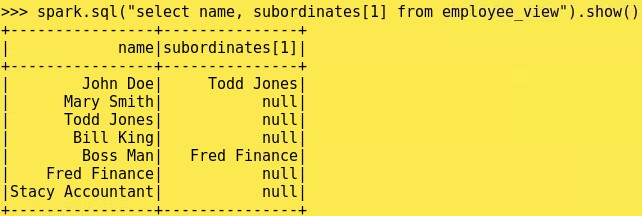 >>> spark.sql("select name, subordinates[1] from employee_view").show()
+----------------+---------------+
|            name|subordinates[1]|
+----------------+---------------+
|        John Doe|     Todd Jones|
|      Mary Smith|           null|
|      Todd Jones|           null|
|       Bill King|           null|
|        Boss Man|   Fred Finance|
|    Fred Finance|           null|
|Stacy Accountant|           null|
+----------------+---------------+